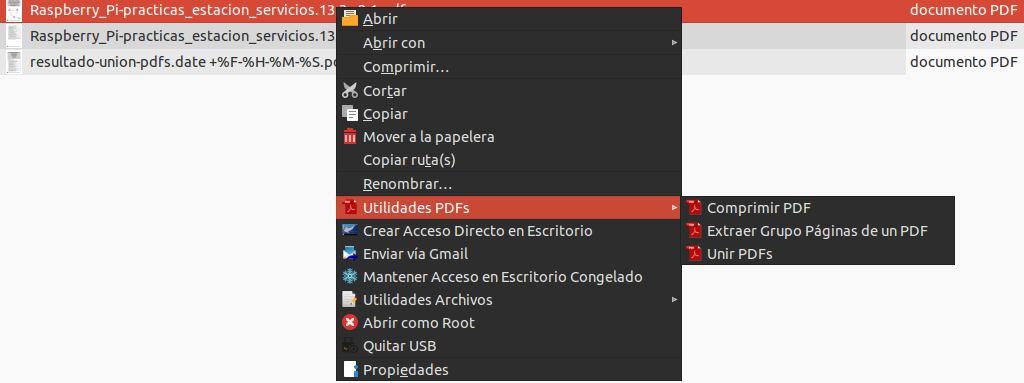 Raspberry_Pi-practicas_estacion_servicios.13 documento PDF
Raspberry_Pi-practicas_estacion_servicios.13 documento PDF
resultado-union-pdfs.date +%F-%H-%M-%S.p documento PDF
Abrir
Abrir con
Comprimir...
Cortar
Copiar
Mover a la papelera
Copiar ruta(s)
Renombrar...
Utilidades PDFs
Comprimir PDF
Crear Acceso Directo en Escritorio
Extraer Grupo Páginas de un PDF
Enviar vía Gmail
Unir PDFs
Mantener Acceso en Escritorio Congelado
Utilidades Archivos
Abrir como Root
Quitar USB
Propiedades